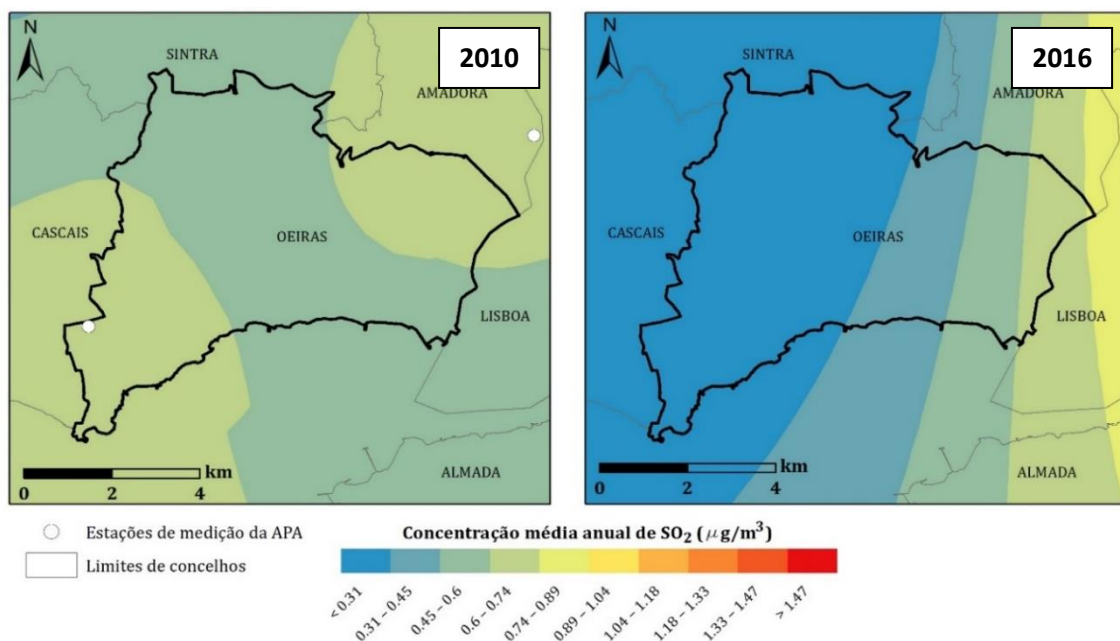 N
SINTRA
2010
AMADORA
CASCAIS
OEIRAS
LISBOA
ALMADA
km
0 2 4
N
SINTRA
2016
AMADORA
CASCAIS
OEIRAS
LISBOA
ALMADA
km
0 2 4
Estações de medição da APA
Limites de concelhos
Concentração média anual de SO₂ (μg/m³)
< 0.31
0.31 – 0.45
0.45 – 0.6
0.6 – 0.74
0.74 – 0.89
0.89 – 1.04
1.04 – 1.18
1.18 – 1.33
1.33 – 1.47
> 1.47